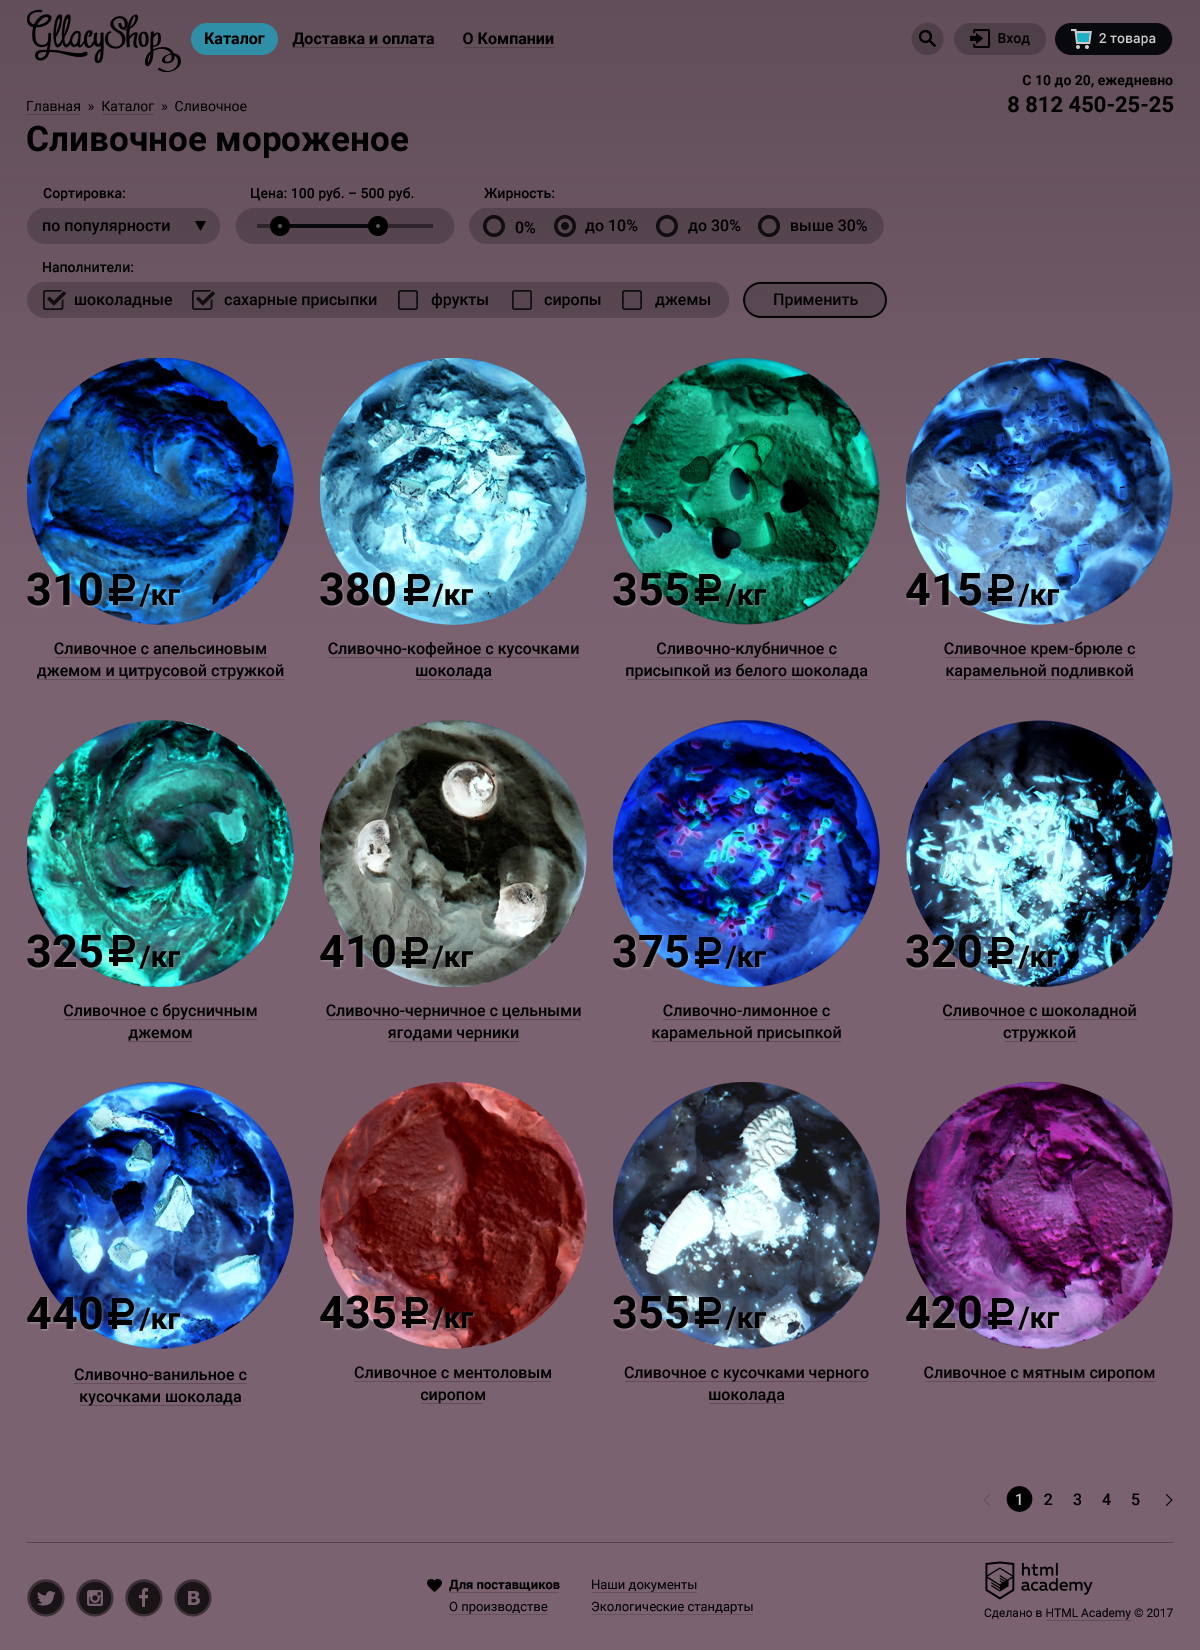 Gllacy Shop
Каталог
Доставка и оплата
О Компании
Вход
2 товара
С 10 до 20, ежедневно
8 812 450-25-25
Главная » Каталог » Сливочное
Сливочное мороженое
Сортировка:
Цена: 100 руб. – 500 руб.
Жирность:
по популярности
0%
до 10%
до 30%
выше 30%
Наполнители:
шоколадные
сахарные присыпки
фрукты
сиропы
джемы
Применить
310₽/кг
380₽/кг
355₽/кг
415₽/кг
Сливочное с апельсиновым
джемом и цитрусовой стружкой
Сливочно-кофейное с кусочками
шоколада
Сливочно-клубничное с
присыпкой из белого шоколада
Сливочное крем-брюле с
карамельной подливкой
325₽/кг
410₽/кг
375₽/кг
320₽/кг
Сливочное с брусничным
джемом
Сливочно-черничное с цельными
ягодами черники
Сливочно-лимонное с
карамельной присыпкой
Сливочное с шоколадной
стружкой
440₽/кг
435₽/кг
355₽/кг
420₽/кг
Сливочно-ванильное с
кусочками шоколада
Сливочное с ментоловым
сиропом
Сливочное с кусочками черного
шоколада
Сливочное с мятным сиропом
1 2 3 4 5
Для поставщиков
О производстве
Наши документы
Экологические стандарты
html
academy
Сделано в HTML Academy © 2017